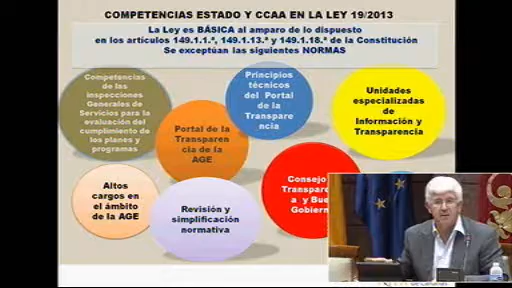 COMPETENCIAS ESTADO Y CCAA EN LA LEY 19/2013
La Ley es BÁSICA al amparo de lo dispuesto
en los artículos 149.1.1.ª, 149.1.13.ª y 149.1.18.ª de la Constitución
Se exceptúan las siguientes NORMAS
Competencias
de las
inspecciones
Generales de
Servicios para la
evaluación del
cumplimiento de
los planes y
programas
Portal de la
Transparen
cia de la
AGE
Principios
técnicos
del Portal
de la
Transpare
ncia
Unidades
especializadas
de
Información y
Transparencia
Altos
cargos en
el ámbito
de la AGE
Revisión y
simplificación
normativa
Consejo
Transparen
a y Bue
Gobiern